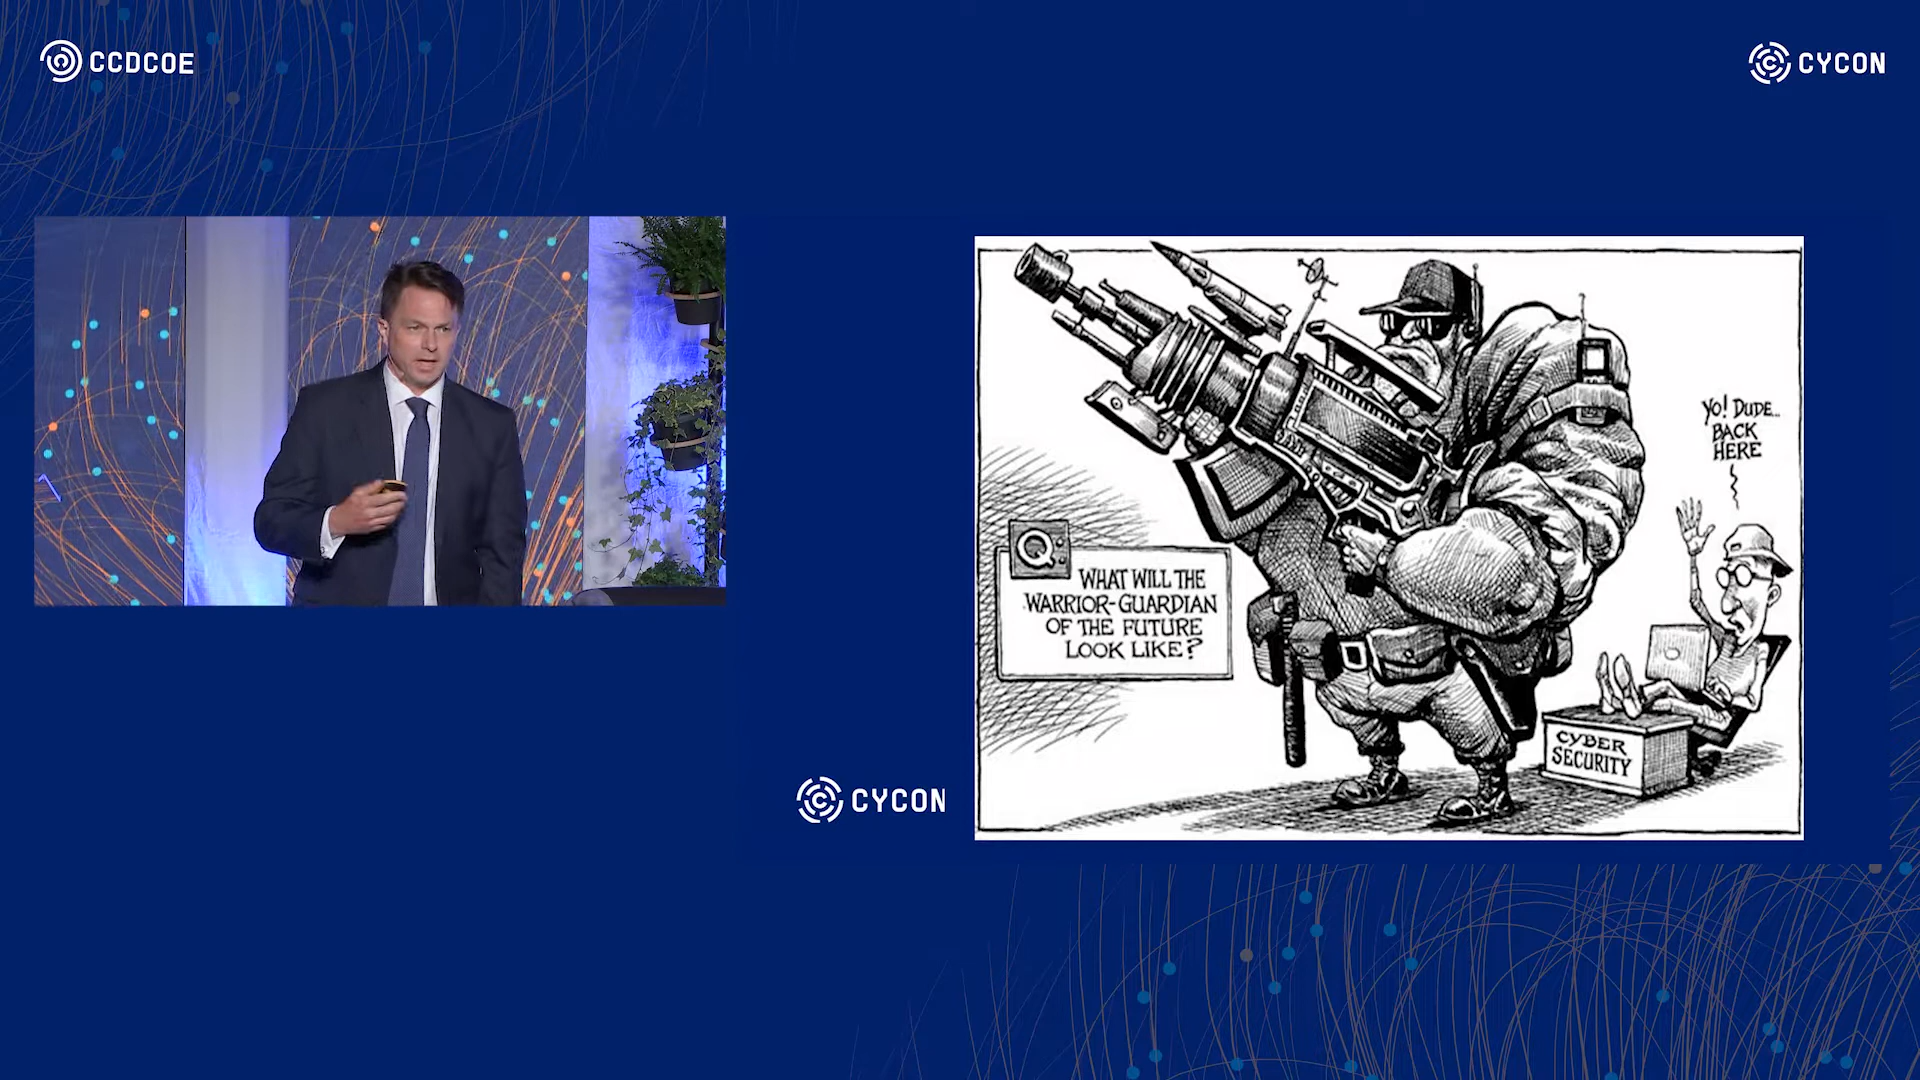 CCDCOE
CYCON
Q
WHAT WILL THE
WARRIOR-GUARDIAN
OF THE FUTURE
LOOK LIKE?
YO! DUDE..
BACK
HERE
CYBER
SECURITY
CYCON